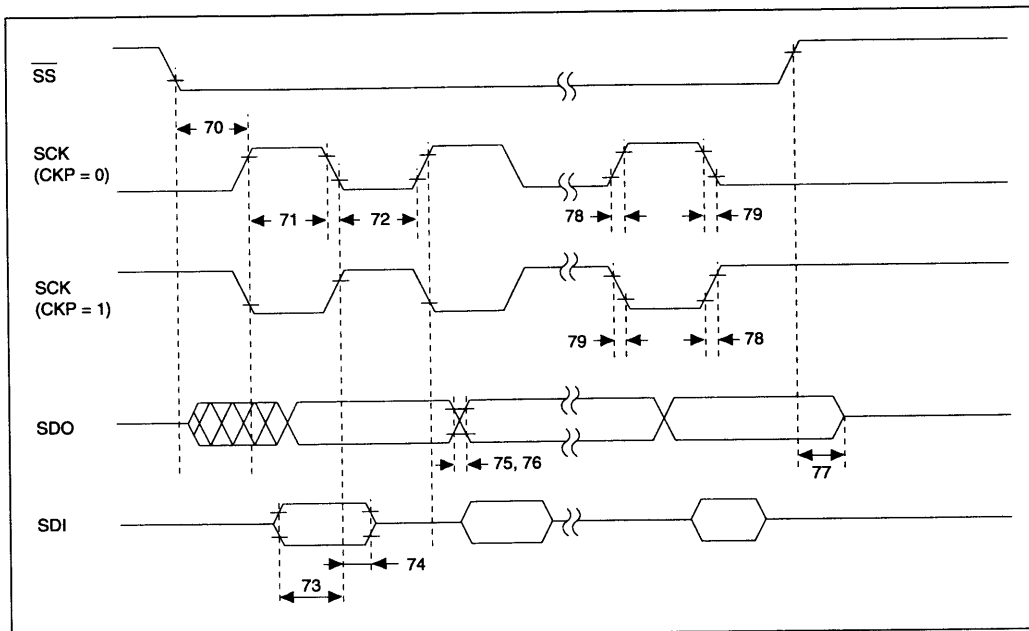 S̅S̅
70
SCK
(CKP = 0)
71
72
78
79
SCK
(CKP = 1)
79
78
SDO
75, 76
77
SDI
74
73